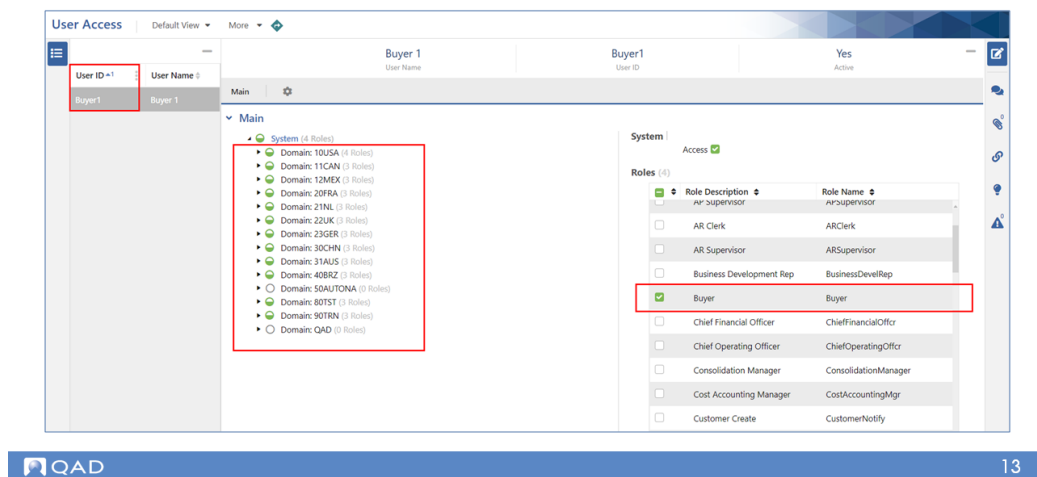 User Access Default View More
Buyer 1 Buyer1 Yes
User Name User ID Active
User ID 1 User Name
Buyer1 Buyer 1
Main
Main
System (4 Roles)
Domain: 10USA (4 Roles)
Domain: 11CAN (3 Roles)
Domain: 12MEX (3 Roles)
Domain: 20FRA (3 Roles)
Domain: 21NL (3 Roles)
Domain: 22UK (3 Roles)
Domain: 23GER (3 Roles)
Domain: 30CHN (3 Roles)
Domain: 31AUS (3 Roles)
Domain: 40BRZ (3 Roles)
Domain: 50AUTONA (0 Roles)
Domain: 80TST (3 Roles)
Domain: 90TRN (3 Roles)
Domain: QAD (0 Roles)
System
Access
Roles (4)
Role Description Role Name
AP Supervisor APSupervisor
AR Clerk ARClerk
AR Supervisor ARSupervisor
Business Development Rep BusinessDevelRep
Buyer Buyer
Chief Financial Officer ChiefFinancialOffcr
Chief Operating Officer ChiefOperatingOffcr
Consolidation Manager ConsolidationManager
Cost Accounting Manager CostAccountingMgr
Customer Create CustomerNotify
0
0
QAD 13